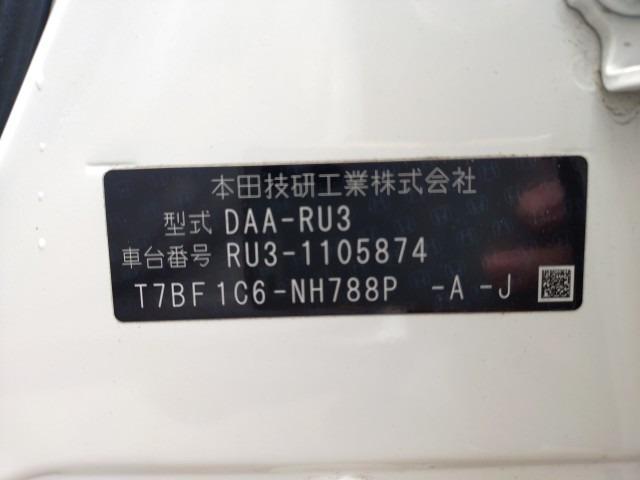 本田技研工業株式会社
型式 DAA-RU3
車台番号 RU3-1105874
T7BF1C6-NH788P -A -J